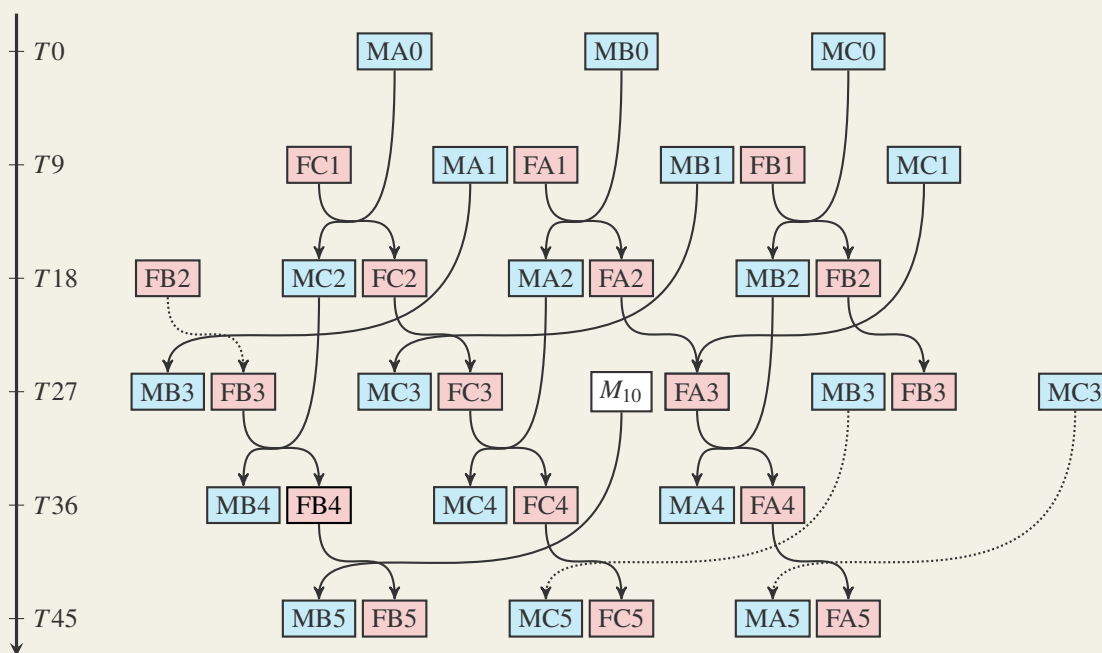 T0 MA0 MB0 MC0
T9 FC1 MA1 FA1 MB1 FB1 MC1
T18 FB2 MC2 FC2 MA2 FA2 MB2 FB2
T27 MB3 FB3 MC3 FC3 M10 FA3 MB3 FB3 MC3
T36 MB4 FB4 MC4 FC4 MA4 FA4
T45 MB5 FB5 MC5 FC5 MA5 FA5